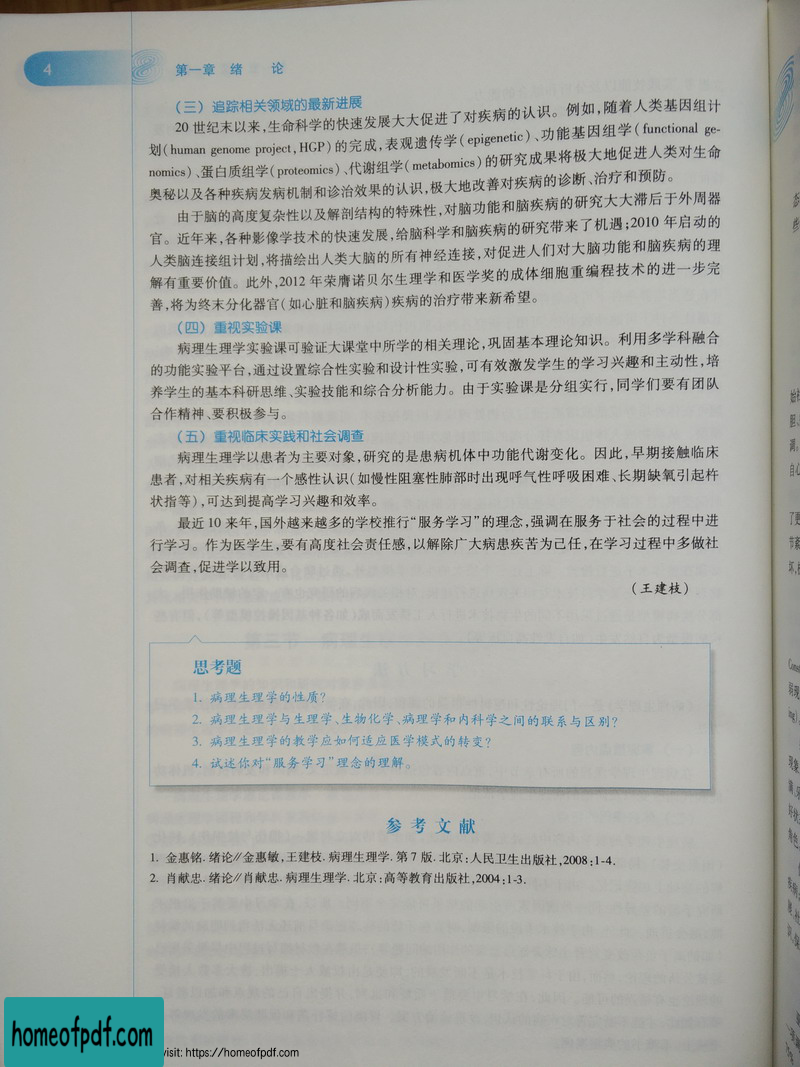 4
第一章 绪 论
（三）追踪相关领域的最新进展
20 世纪末以来,生命科学的快速发展大大促进了对疾病的认识。例如,随着人类基因组计
划(human genome project,HGP)的完成,表观遗传学(epigenetic)、功能基因组学(functional ge-
nomics)、蛋白质组学(proteomics)、代谢组学(metabomics)的研究成果将极大地促进人类对生命
奥秘以及各种疾病发病机制和诊治效果的认识,极大地改善对疾病的诊断、治疗和预防。
由于脑的高度复杂性以及解剖结构的特殊性,对脑功能和脑疾病的研究大大滞后于外周器
官。近年来,各种影像学技术的快速发展,给脑科学和脑疾病的研究带来了机遇;2010 年启动的
人类脑连接组计划,将描绘出人类大脑的所有神经连接,对促进人们对大脑功能和脑疾病的理
解有重要价值。此外,2012 年荣膺诺贝尔生理学和医学奖的成体细胞重编程技术的进一步完
善,将为终末分化器官(如心脏和脑疾病)疾病的治疗带来新希望。
（四）重视实验课
病理生理学实验课可验证大课堂中所学的相关理论,巩固基本理论知识。利用多学科融合
的功能实验平台,通过设置综合性实验和设计性实验,可有效激发学生的学习兴趣和主动性,培
养学生的基本科研思维、实验技能和综合分析能力。由于实验课是分组实行,同学们要有团队
合作精神、要积极参与。
（五）重视临床实践和社会调查
病理生理学以患者为主要对象,研究的是患病机体中功能代谢变化。因此,早期接触临床
患者,对相关疾病有一个感性认识(如慢性阻塞性肺部时出现呼气性呼吸困难、长期缺氧引起杵
状指等),可达到提高学习兴趣和效率。
最近 10 来年,国外越来越多的学校推行“服务学习”的理念,强调在服务于社会的过程中进
行学习。作为医学生,要有高度社会责任感,以解除广大病患疾苦为己任,在学习过程中多做社
会调查,促进学以致用。
（王建枝）
思考题
1. 病理生理学的性质?
2. 病理生理学与生理学、生物化学、病理学和内科学之间的联系与区别?
3. 病理生理学的教学应如何适应医学模式的转变?
4. 试述你对“服务学习”理念的理解。
参 考 文 献
1. 金惠铭. 绪论∥金惠敏,王建枝. 病理生理学. 第 7 版. 北京:人民卫生出版社,2008:1-4.
2. 肖献忠. 绪论∥肖献忠. 病理生理学. 北京:高等教育出版社,2004:1-3.
homeofpdf.com
visit: https://homeofpdf.com